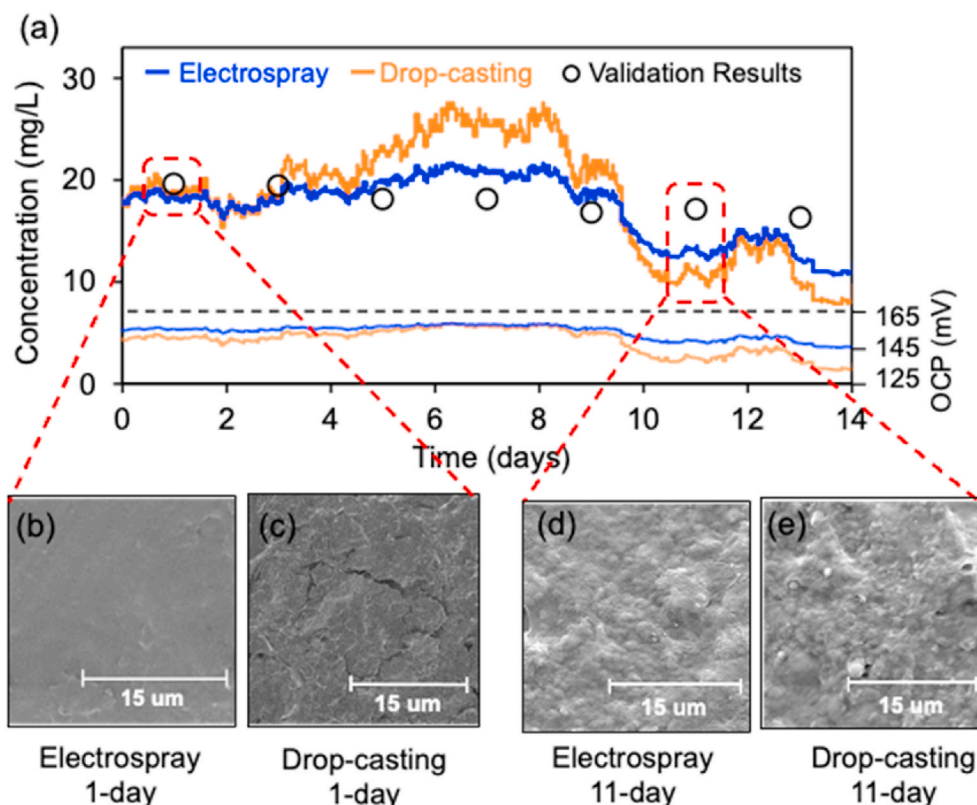 (a)
Electrospray Drop-casting Validation Results
Concentration (mg/L)
30
20
10
0
165
145
125
OCP (mV)
0 2 4 6 8 10 12 14
Time (days)
(b)
(c)
(d)
(e)
15 um
15 um
15 um
15 um
Electrospray
1-day
Drop-casting
1-day
Electrospray
11-day
Drop-casting
11-day